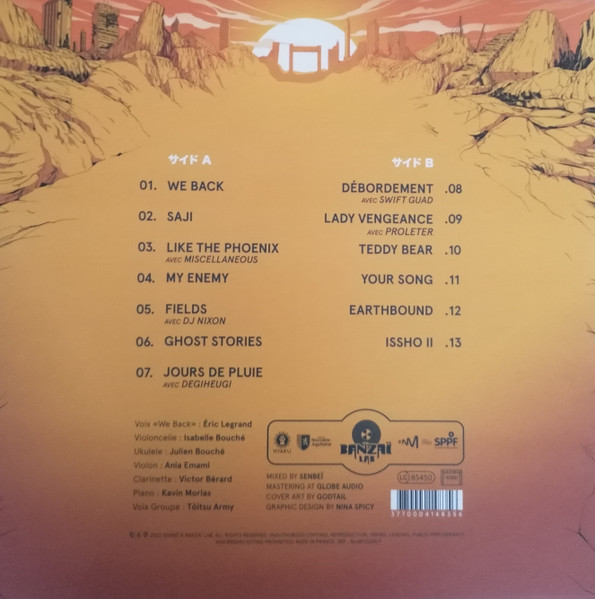 サイド A
01. WE BACK
02. SAJI
03. LIKE THE PHOENIX
AVEC MISCELLANEOUS
04. MY ENEMY
05. FIELDS
AVEC DJ NIXON
06. GHOST STORIES
07. JOURS DE PLUIE
AVEC DEGIHEUGI
サイド B
DÉBORDEMENT .08
AVEC SWIFT GUAD
LADY VENGEANCE .09
AVEC PROLETER
TEDDY BEAR .10
YOUR SONG .11
EARTHBOUND .12
ISSHO II .13
Voix «We Back» : Éric Legrand
Violoncelle : Isabelle Bouché
Ukulele : Julien Bouché
Violon : Ania Emami
Clarinette : Victor Bérard
Piano : Kavin Morlas
Voix Groupe : Töitsu Army
BANZAÏ
LAB
SPPF
MIXED BY SENBEÏ
MASTERING AT GLOBE AUDIO
COVER ART BY GODTAIL
GRAPHIC DESIGN BY NINA SPICY
LC 85450